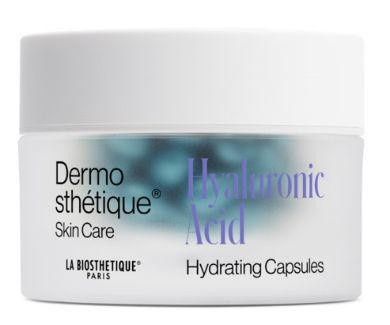 Dermo
sthétique®
Skin Care
LA BIOSTHETIQUE®
PARIS
Hyaluronic
Acid
Hydrating Capsules